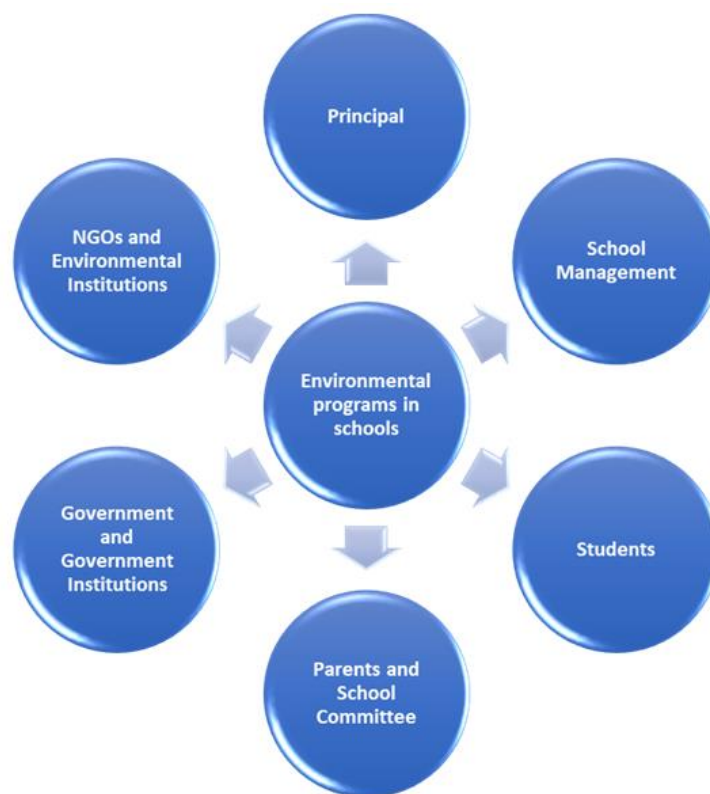 Principal
NGOs and
Environmental
Institutions
School
Management
Environmental
programs in
schools
Government
and
Government
Institutions
Students
Parents and
School
Committee